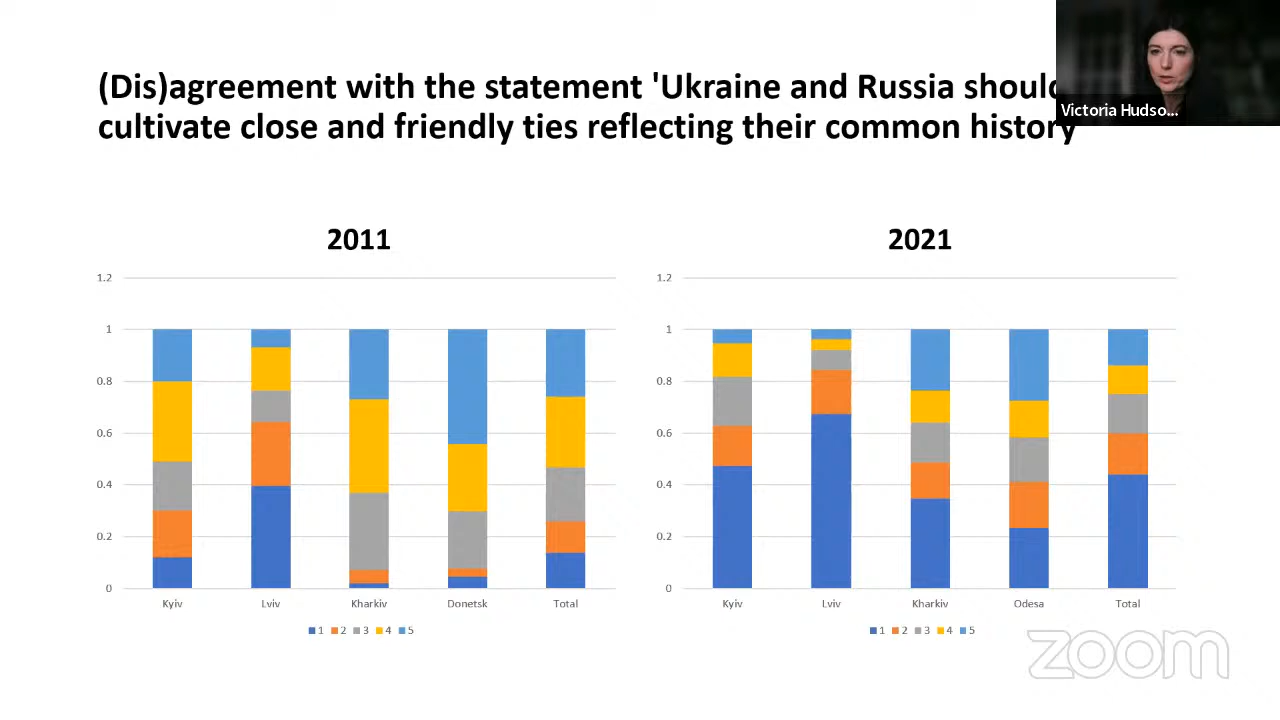 (Dis)agreement with the statement 'Ukraine and Russia should
cultivate close and friendly ties reflecting their common history
Victoria Hudso...
2011
1.2
1
0.8
0.6
0.4
0.2
0
Kyiv Lviv Kharkiv Donetsk Total
1 2 3 4 5
2021
1.2
1
0.8
0.6
0.4
0.2
0
Kyiv Lviv Kharkiv Odesa Total
1 2 3 4 5
zoom